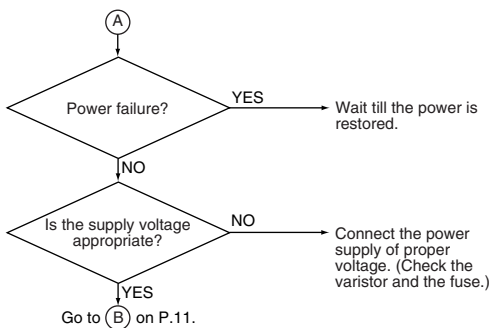 A
Power failure?
YES
Wait till the power is
restored.
NO
Is the supply voltage
appropriate?
NO
Connect the power
supply of proper
voltage. (Check the
varistor and the fuse.)
YES
Go to B on P.11.